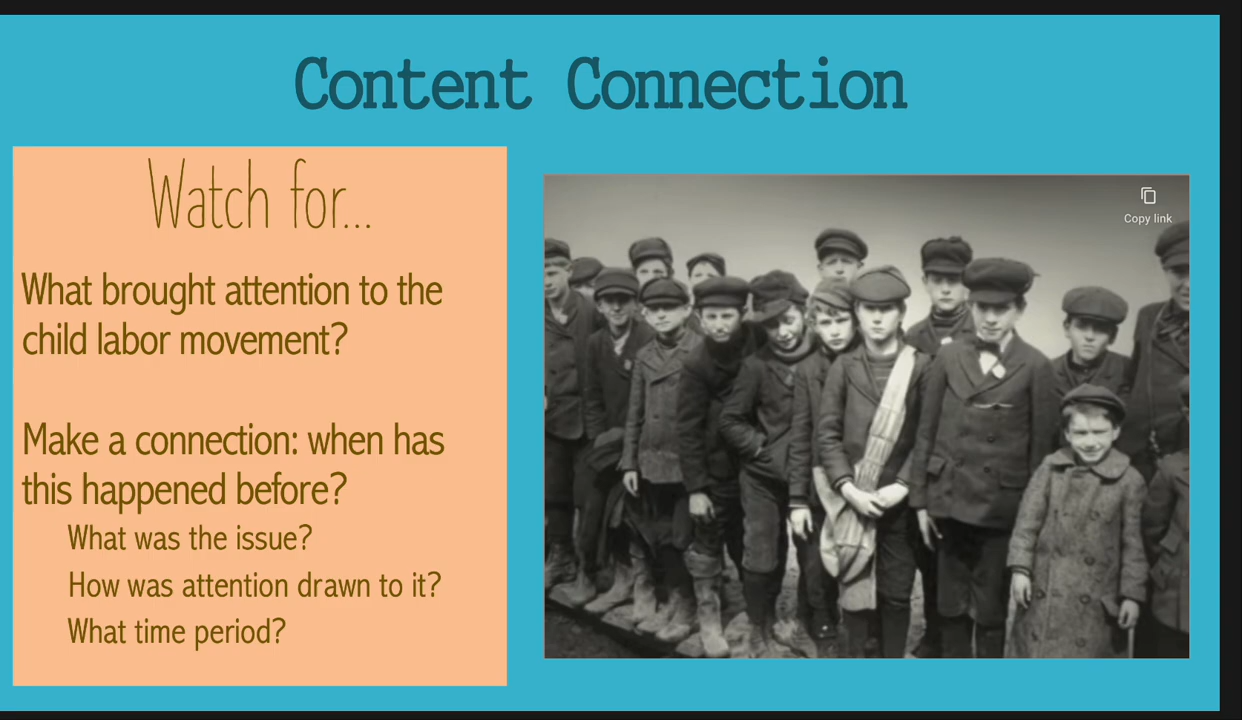 Content Connection
Watch for...
What brought attention to the
child labor movement?
Make a connection: when has
this happened before?
What was the issue?
How was attention drawn to it?
What time period?
Copy link